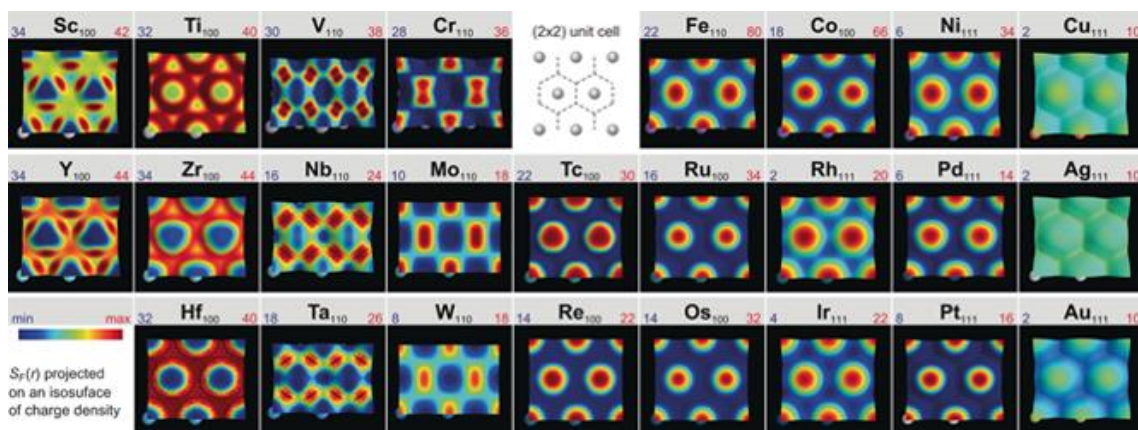 Sc100 Ti100 V110 Cr110 (2x2) unit cell Fe110 Co100 Ni111 Cu111
34 42 32 40 30 38 28 36 22 80 18 66 6 34 2 10
Y100 Zr100 Nb110 Mo110 Tc100 Ru100 Rh111 Pd111 Ag111
34 44 34 44 16 24 10 18 22 30 16 34 2 20 6 14 2 10
Hf100 Ta110 W110 Re100 Os100 Ir111 Pt111 Au111
min max 32 40 18 26 8 18 14 22 14 32 4 22 8 16 2 10
SF(r) projected
on an isosuface
of charge density